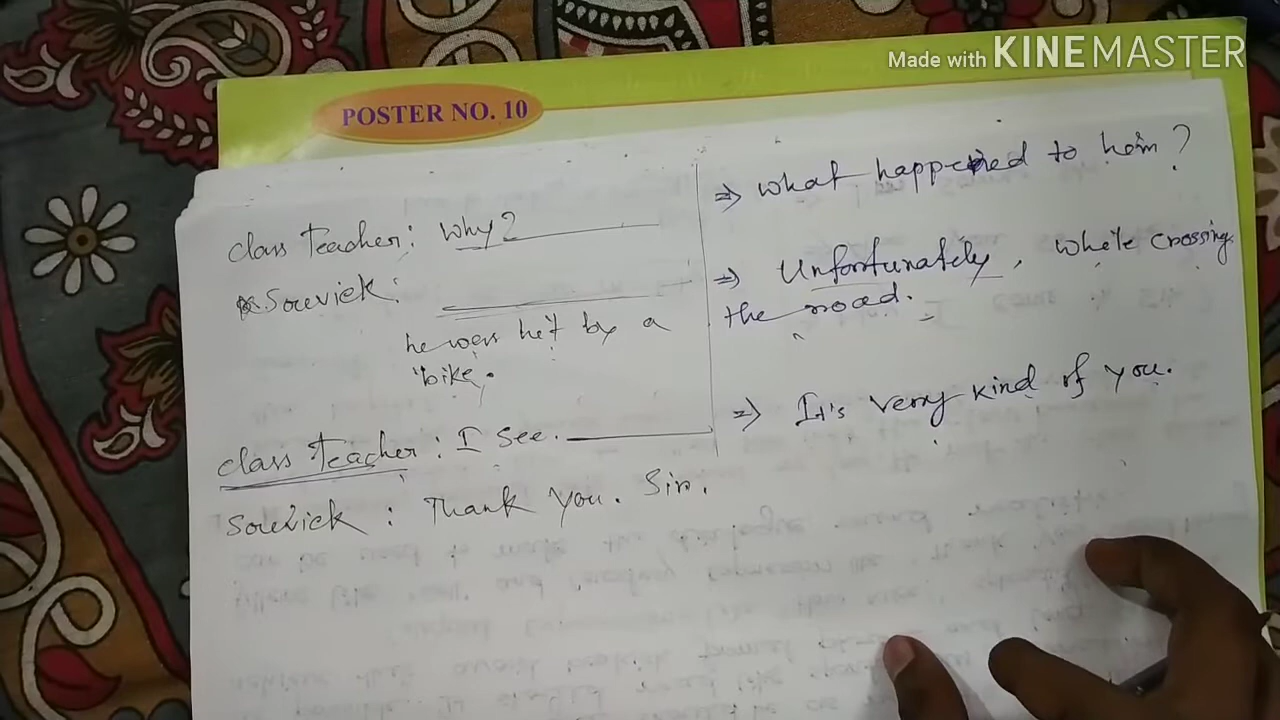 Made with KINEMASTER
POSTER NO. 10
class Teacher: Why?
Souvick:
he was hit by a
bike.
class Teacher: I see.
Souvick: Thank you. Sir.
⇒ What happened to him?
⇒ Unfortunately, while crossing
the road.
⇒ It's very kind of you.